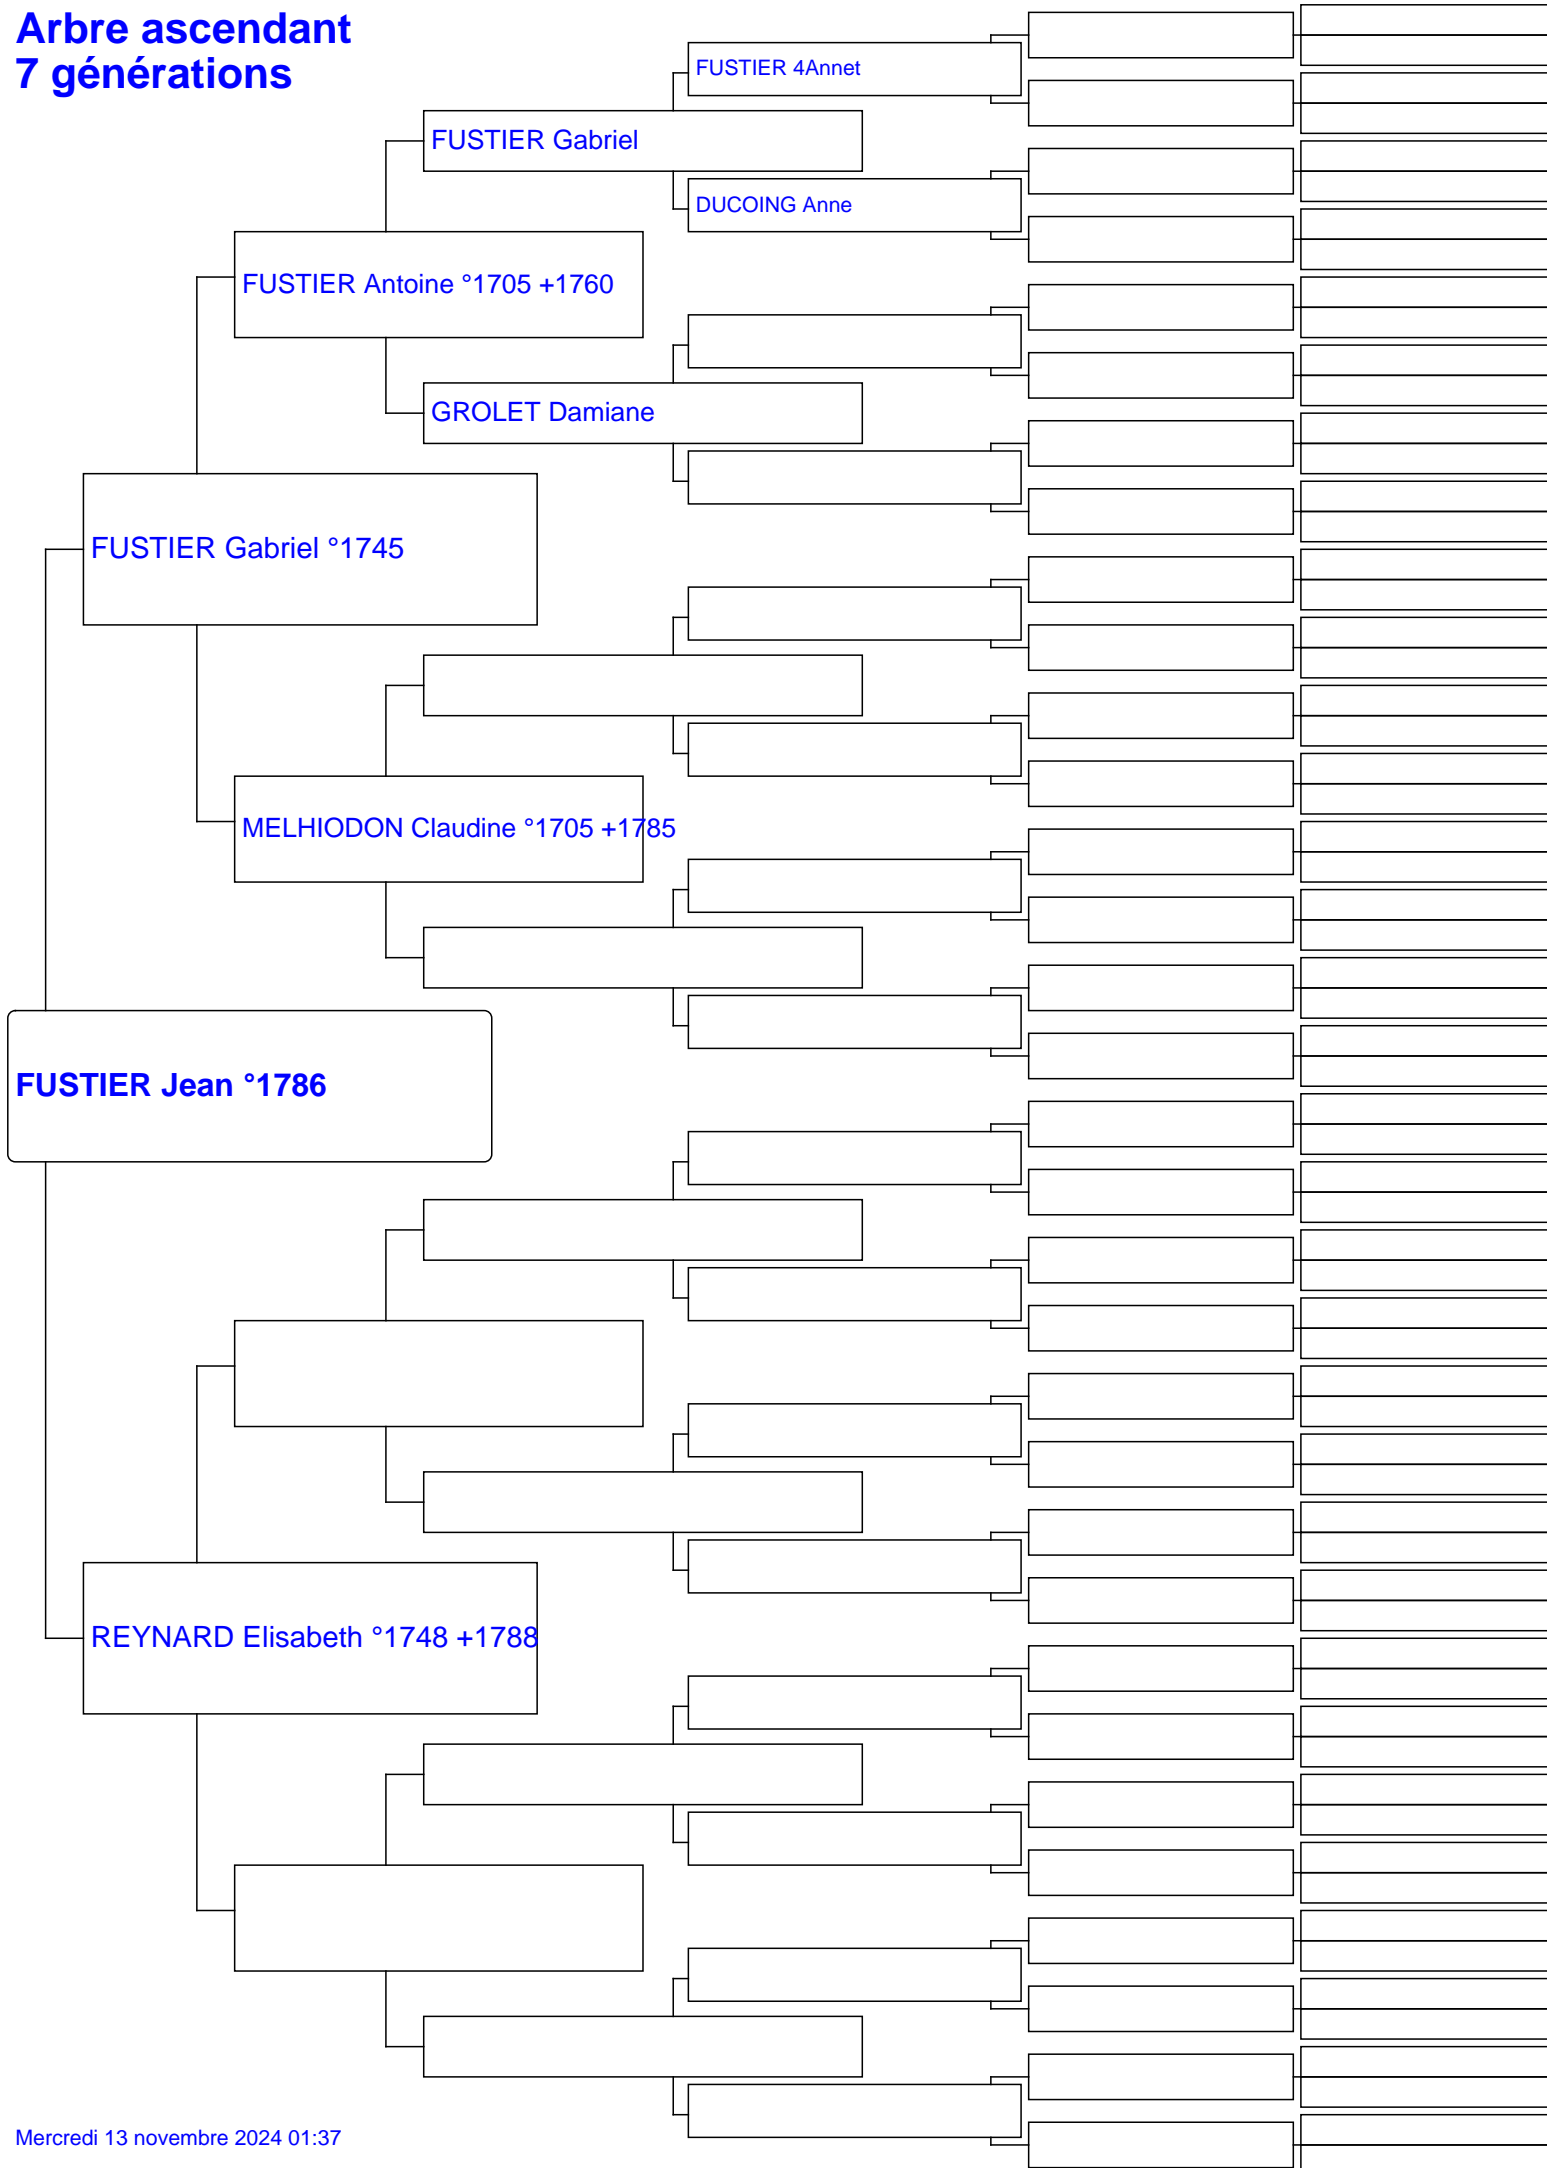 Arbre ascendant
7 générations
FUSTIER 4Annet
FUSTIER Gabriel
DUCOING Anne
FUSTIER Antoine °1705 +1760
GROLET Damiane
FUSTIER Gabriel °1745
MELHIODON Claudine °1705 +1785
FUSTIER Jean °1786
REYNARD Elisabeth °1748 +1788
Mercredi 13 novembre 2024 01:37